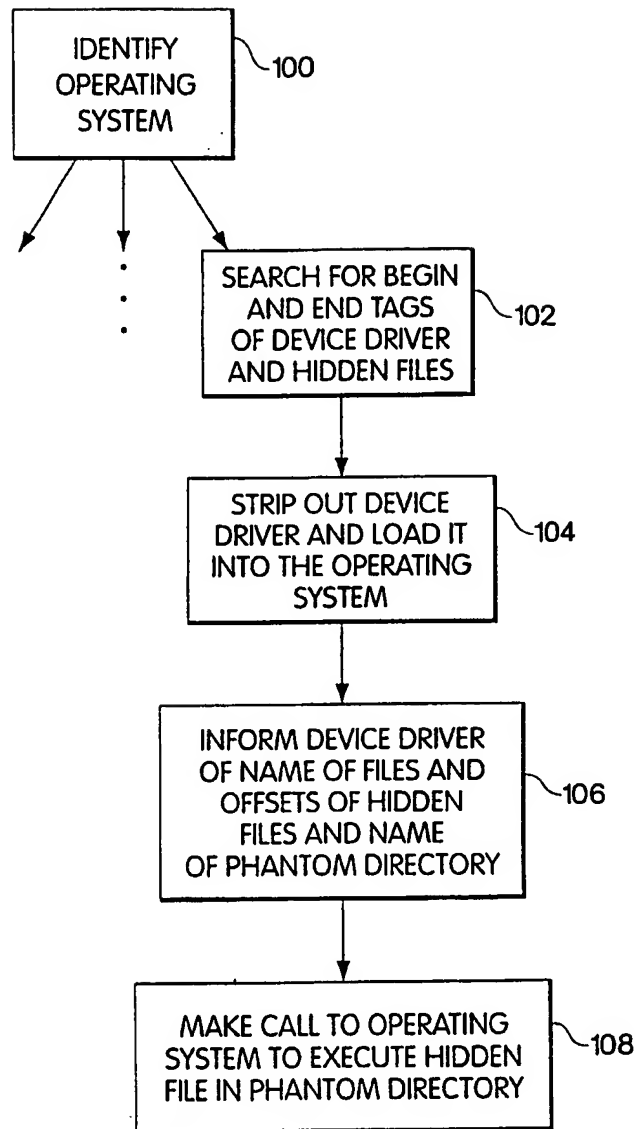 IDENTIFY
OPERATING
SYSTEM
100
SEARCH FOR BEGIN
AND END TAGS
OF DEVICE DRIVER
AND HIDDEN FILES
102
STRIP OUT DEVICE
DRIVER AND LOAD IT
INTO THE OPERATING
SYSTEM
104
INFORM DEVICE DRIVER
OF NAME OF FILES AND
OFFSETS OF HIDDEN
FILES AND NAME
OF PHANTOM DIRECTORY
106
MAKE CALL TO OPERATING
SYSTEM TO EXECUTE HIDDEN
FILE IN PHANTOM DIRECTORY
108